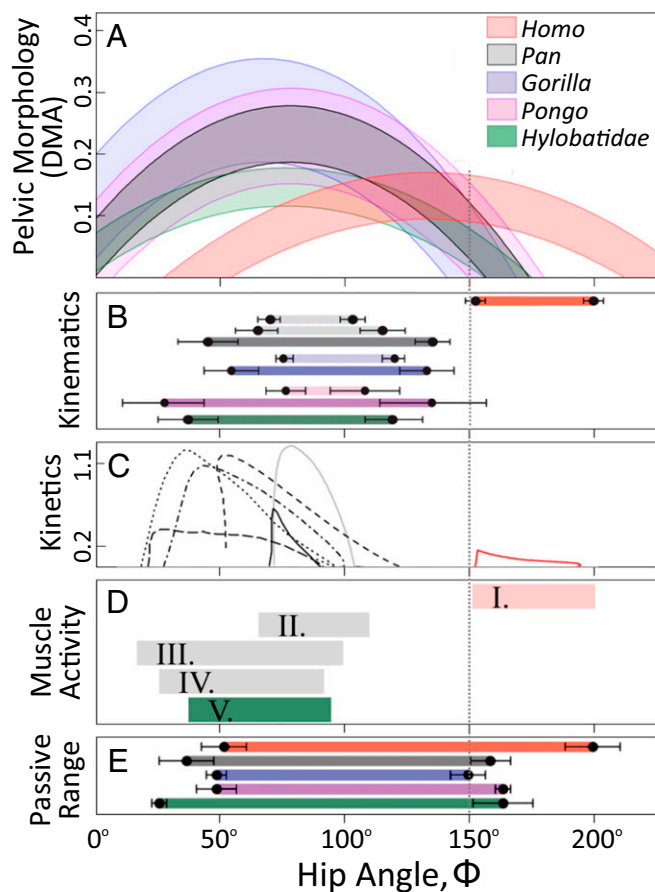 A
Homo
Pan
Gorilla
Pongo
Hylobatidae
Pelvic Morphology
(DMA)
0.4
0.3
0.2
0.1
B
Kinematics
C
Kinetics
1.1
0.2
D
Muscle
Activity
I.
II.
III.
IV.
V.
E
Passive
Range
0° 50° 100° 150° 200°
Hip Angle, Φ